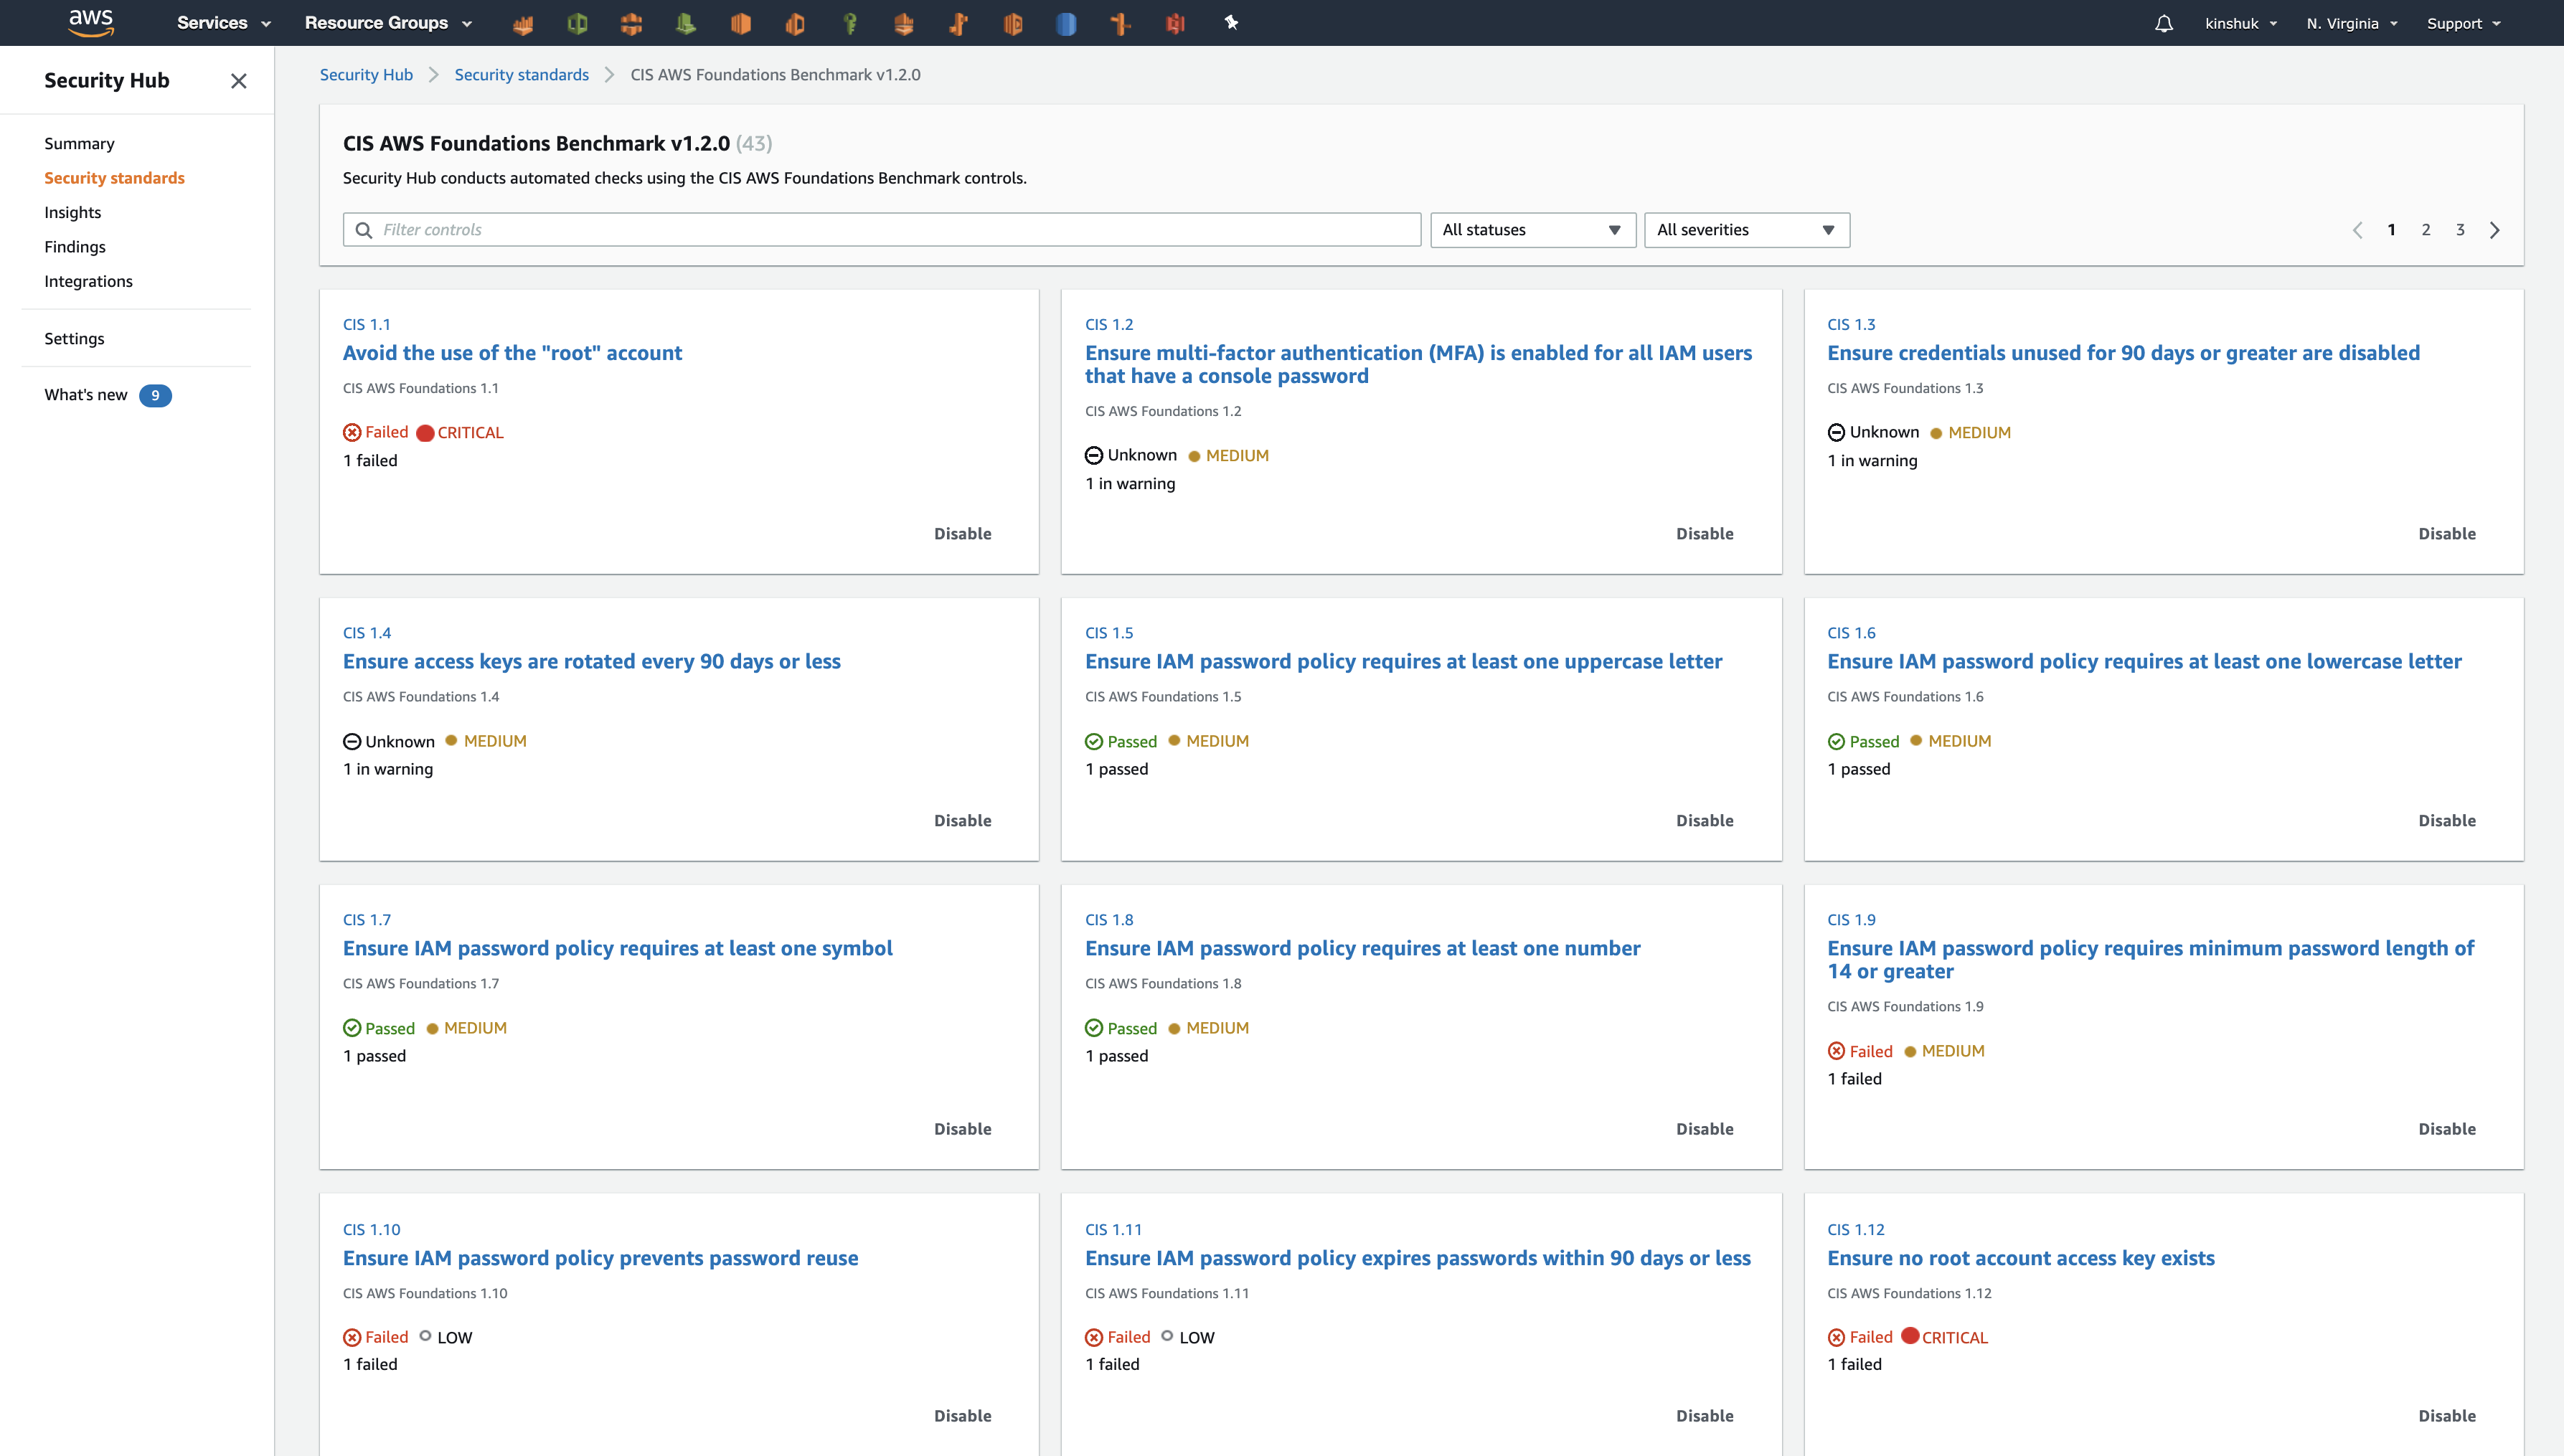 aws Services Resource Groups kinshuk N. Virginia Support
Security Hub
Summary
Security standards
Insights
Findings
Integrations
Settings
What's new 9
Security Hub Security standards CIS AWS Foundations Benchmark v1.2.0
CIS AWS Foundations Benchmark v1.2.0 (43)
Security Hub conducts automated checks using the CIS AWS Foundations Benchmark controls.
Filter controls All statuses All severities 1 2 3
CIS 1.1
Avoid the use of the "root" account
CIS AWS Foundations 1.1
Failed CRITICAL
1 failed
Disable
CIS 1.2
Ensure multi-factor authentication (MFA) is enabled for all IAM users
that have a console password
CIS AWS Foundations 1.2
Unknown MEDIUM
1 in warning
Disable
CIS 1.3
Ensure credentials unused for 90 days or greater are disabled
CIS AWS Foundations 1.3
Unknown MEDIUM
1 in warning
Disable
CIS 1.4
Ensure access keys are rotated every 90 days or less
CIS AWS Foundations 1.4
Unknown MEDIUM
1 in warning
Disable
CIS 1.5
Ensure IAM password policy requires at least one uppercase letter
CIS AWS Foundations 1.5
Passed MEDIUM
1 passed
Disable
CIS 1.6
Ensure IAM password policy requires at least one lowercase letter
CIS AWS Foundations 1.6
Passed MEDIUM
1 passed
Disable
CIS 1.7
Ensure IAM password policy requires at least one symbol
CIS AWS Foundations 1.7
Passed MEDIUM
1 passed
Disable
CIS 1.8
Ensure IAM password policy requires at least one number
CIS AWS Foundations 1.8
Passed MEDIUM
1 passed
Disable
CIS 1.9
Ensure IAM password policy requires minimum password length of
14 or greater
CIS AWS Foundations 1.9
Failed MEDIUM
1 failed
Disable
CIS 1.10
Ensure IAM password policy prevents password reuse
CIS AWS Foundations 1.10
Failed LOW
1 failed
Disable
CIS 1.11
Ensure IAM password policy expires passwords within 90 days or less
CIS AWS Foundations 1.11
Failed LOW
1 failed
Disable
CIS 1.12
Ensure no root account access key exists
CIS AWS Foundations 1.12
Failed CRITICAL
1 failed
Disable